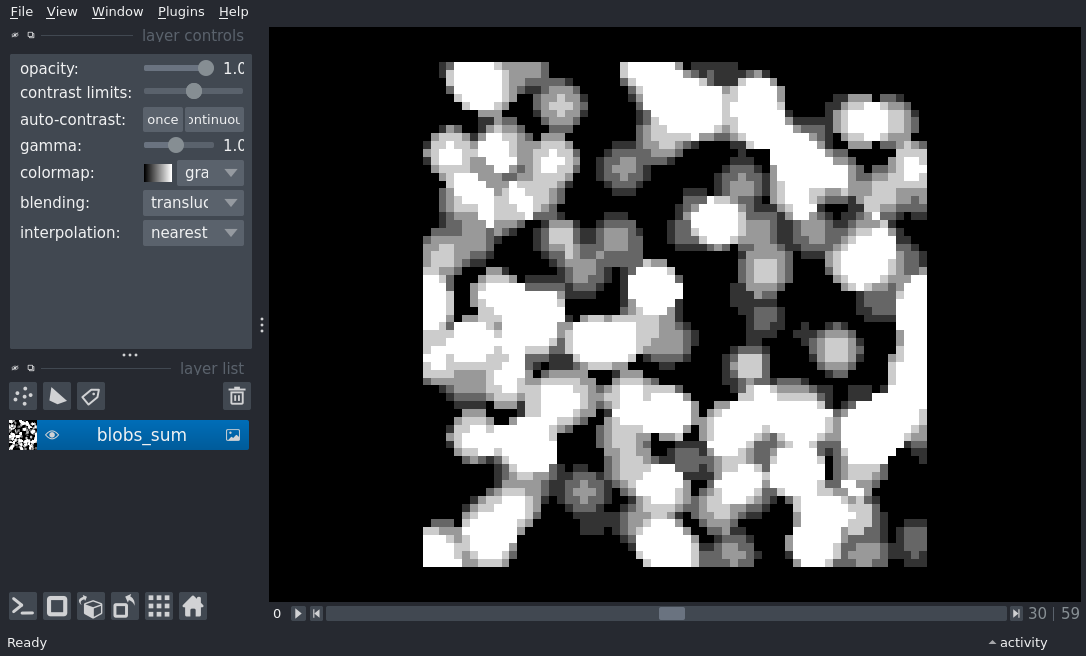 File View Window Plugins Help
layer controls
opacity: 1.0
contrast limits:
auto-contrast: once ontinuou
gamma: 1.0
colormap: gra
blending: transluc
interpolation: nearest
layer list
blobs_sum
0 30 | 59
Ready activity